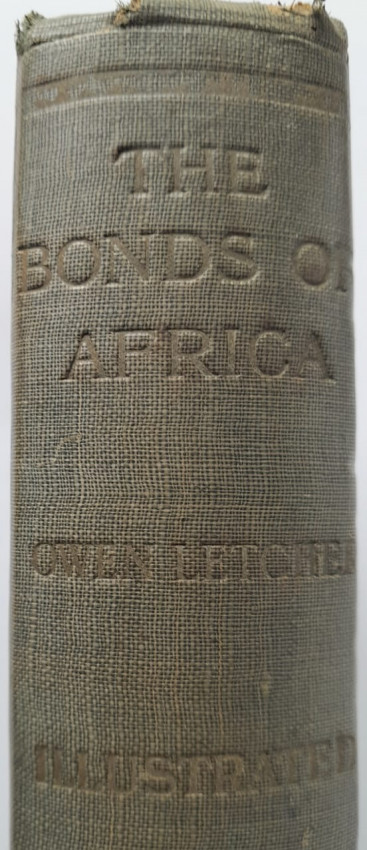 THE
BONDS OF
AFRICA
OWEN LETCHER
ILLUSTRATED